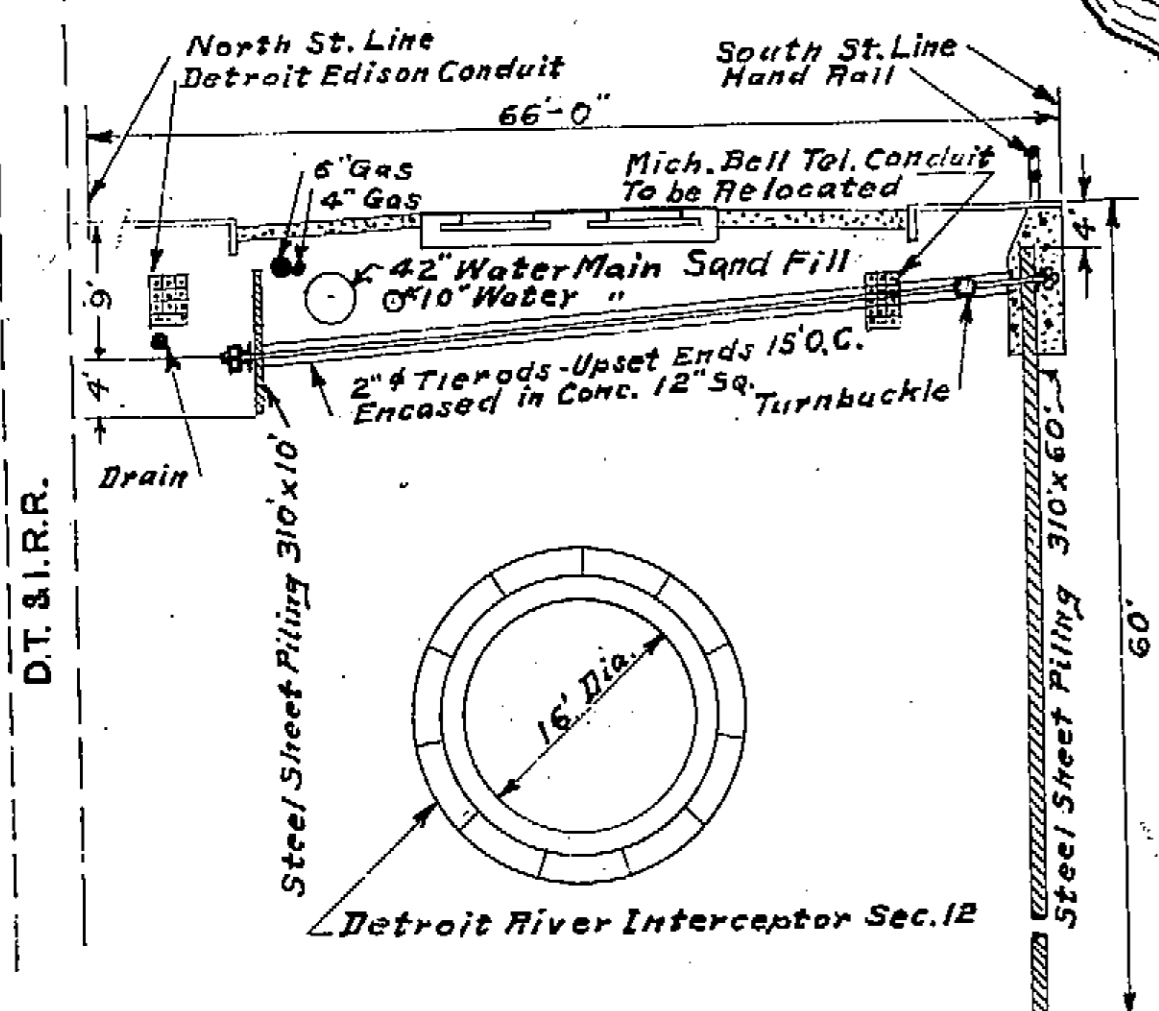 North St. Line
Detroit Edison Conduit
South St. Line
Hand Rail
66'-0"
6" Gas
4" Gas
Mich. Bell Tel. Conduit
To be Relocated
4'
42" Water Main Sand Fill
10" Water "
9'
4'
2" ϕ Tierods-Upset Ends 15' O.C.
Encased in Conc. 12" Sq.
Turnbuckle
Drain
D.T. & I.R.R.
Steel Sheet Piling 310' x 10'
Steel Sheet Piling 310' x 60'
60'
16' Dia.
Detroit River Interceptor Sec. 12